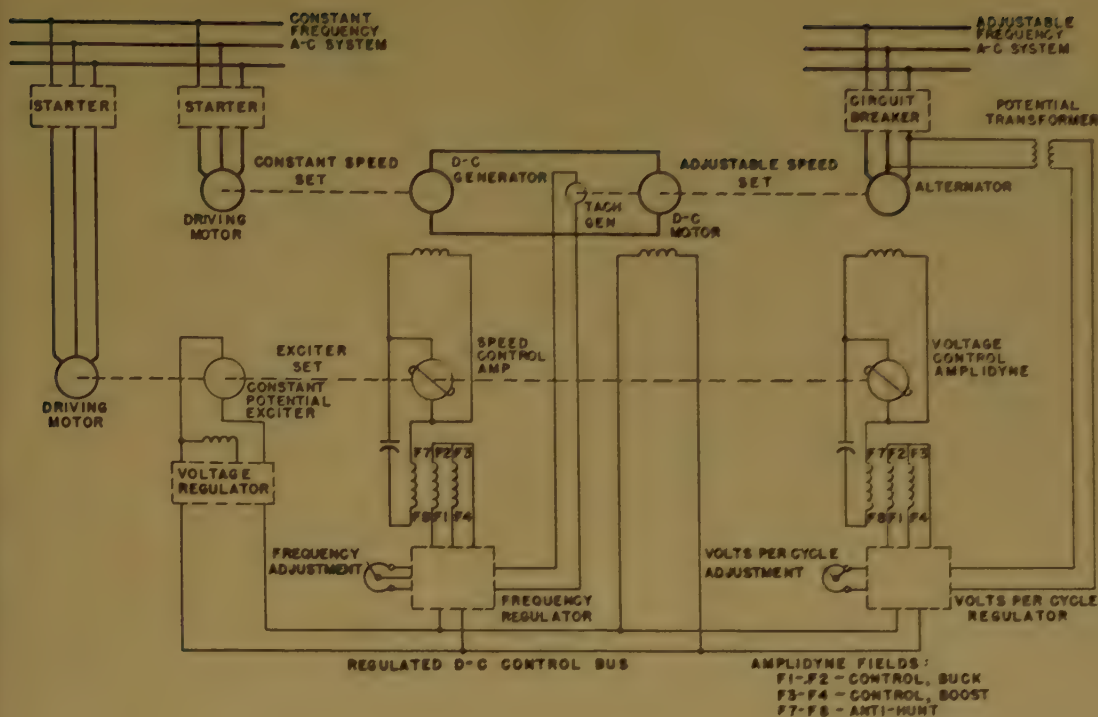 CONSTANT
FREQUENCY
A-C SYSTEM
ADJUSTABLE
FREQUENCY
A-C SYSTEM
STARTER
STARTER
CIRCUIT
BREAKER
POTENTIAL
TRANSFORMER
CONSTANT SPEED
SET
D-C
GENERATOR
TACH
GEN
ADJUSTABLE SPEED
SET
D-C
MOTOR
ALTERNATOR
DRIVING
MOTOR
EXCITER
SET
SPEED
CONTROL
AMP
VOLTAGE
CONTROL
AMPLIDYNE
DRIVING
MOTOR
CONSTANT
POTENTIAL
EXCITER
VOLTAGE
REGULATOR
F7 F2 F3
F8 F1 F4
F7 F2 F3
F8 F1 F4
FREQUENCY
ADJUSTMENT
FREQUENCY
REGULATOR
VOLTS PER CYCLE
ADJUSTMENT
VOLTS PER CYCLE
REGULATOR
REGULATED D-C CONTROL BUS
AMPLIDYNE FIELDS:
F1-F2 - CONTROL, BUCK
F3-F4 - CONTROL, BOOST
F7-F8 - ANTI-HUNT